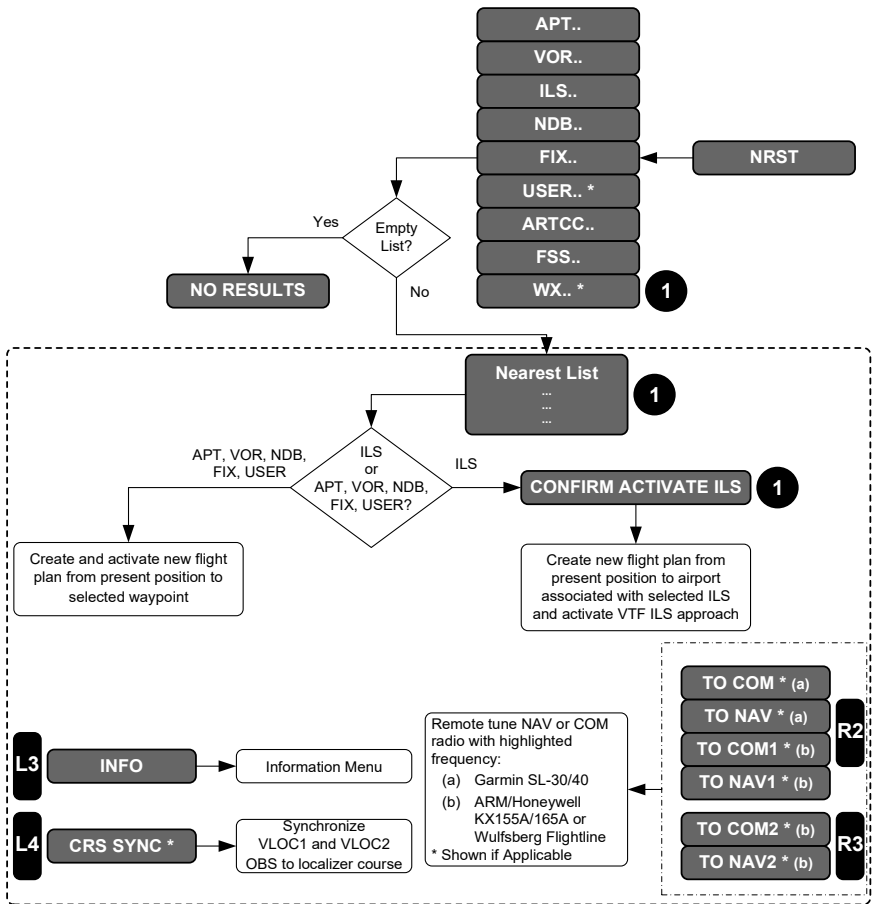 APT..
VOR..
ILS..
NDB..
FIX..
NRST
USER.. *
ARTCC..
FSS..
WX.. *
1
Yes
Empty
List?
NO RESULTS
No
Nearest List
...
...
...
1
APT, VOR, NDB,
FIX, USER
ILS
or
APT, VOR, NDB,
FIX, USER?
ILS
CONFIRM ACTIVATE ILS
1
Create and activate new flight
plan from present position to
selected waypoint
Create new flight plan from
present position to airport
associated with selected ILS
and activate VTF ILS approach
L3
INFO
Information Menu
L4
CRS SYNC *
Synchronize
VLOC1 and VLOC2
OBS to localizer course
Remote tune NAV or COM
radio with highlighted
frequency:
(a) Garmin SL-30/40
(b) ARM/Honeywell
KX155A/165A or
Wulfsberg Flightline
* Shown if Applicable
TO COM * (a)
TO NAV * (a)
TO COM1 * (b)
TO NAV1 * (b)
R2
TO COM2 * (b)
TO NAV2 * (b)
R3